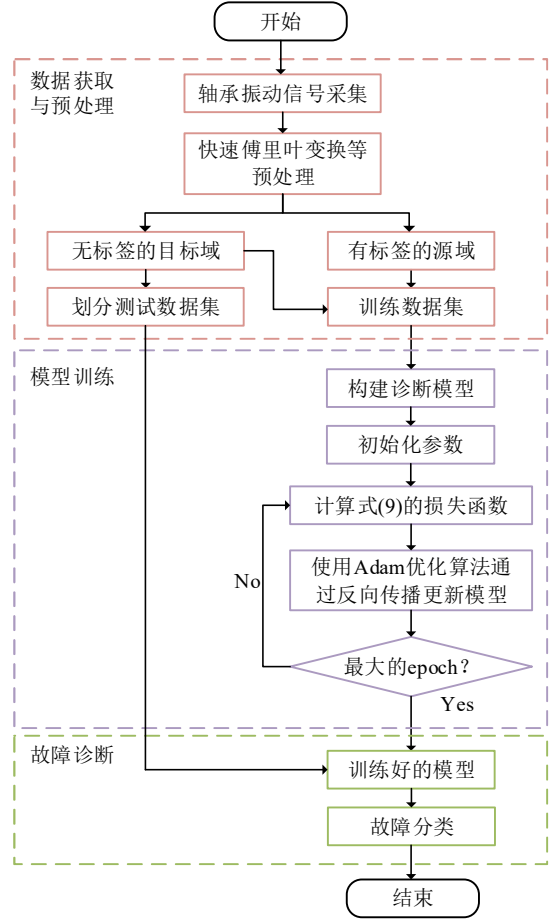 开始
数据获取
与预处理
轴承振动信号采集
快速傅里叶变换等
预处理
无标签的目标域
有标签的源域
划分测试数据集
训练数据集
模型训练
构建诊断模型
初始化参数
计算式(9)的损失函数
使用Adam优化算法通
过反向传播更新模型
No
最大的epoch?
Yes
故障诊断
训练好的模型
故障分类
结束